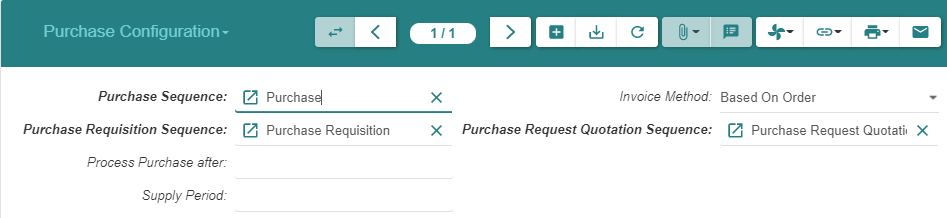 Purchase Configuration
1 / 1
Purchase Sequence: Purchase Invoice Method: Based On Order
Purchase Requisition Sequence: Purchase Requisition Purchase Request Quotation Sequence: Purchase Request Quotati
Process Purchase after:
Supply Period: